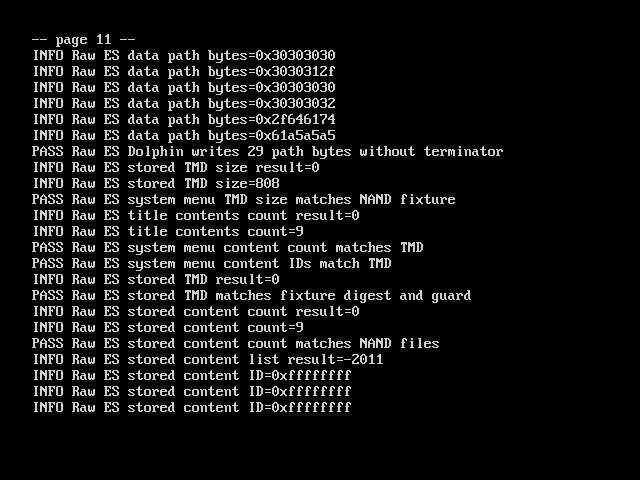 -- page 11 --
INFO Raw ES data path bytes=0x30303030
INFO Raw ES data path bytes=0x3030312f
INFO Raw ES data path bytes=0x30303030
INFO Raw ES data path bytes=0x30303032
INFO Raw ES data path bytes=0x2f646174
INFO Raw ES data path bytes=0x61a5a5a5
PASS Raw ES Dolphin writes 29 path bytes without terminator
INFO Raw ES stored TMD size result=0
INFO Raw ES stored TMD size=808
PASS Raw ES system menu TMD size matches NAND fixture
INFO Raw ES title contents count result=0
INFO Raw ES title contents count=9
PASS Raw ES system menu content count matches TMD
PASS Raw ES system menu content IDs match TMD
INFO Raw ES stored TMD result=0
PASS Raw ES stored TMD matches fixture digest and guard
INFO Raw ES stored content count result=0
INFO Raw ES stored content count=9
PASS Raw ES stored content count matches NAND files
INFO Raw ES stored content list result=-2011
INFO Raw ES stored content ID=0xffffffff
INFO Raw ES stored content ID=0xffffffff
INFO Raw ES stored content ID=0xffffffff